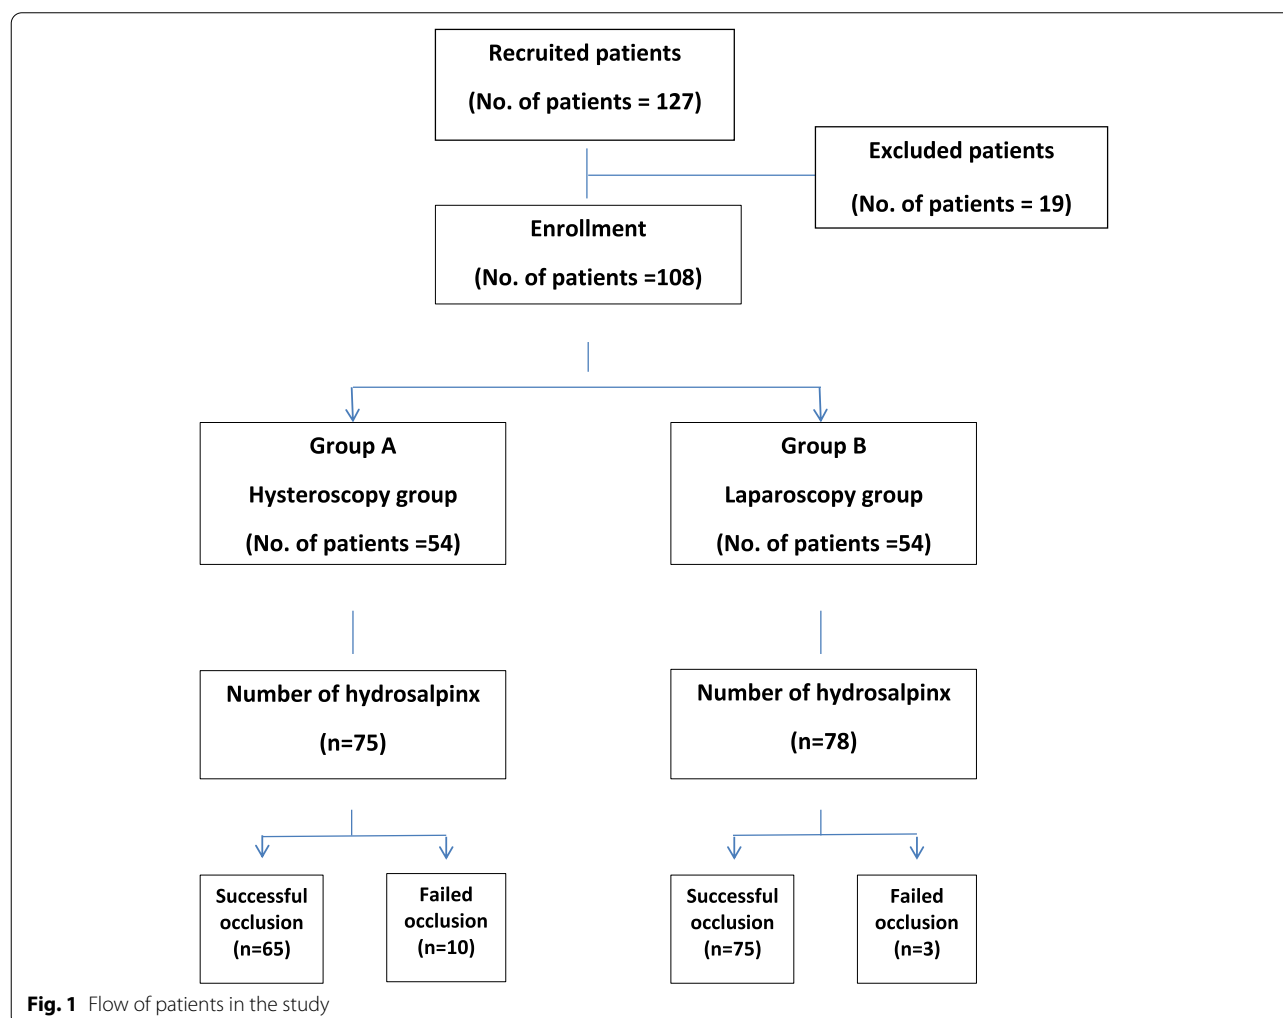 Recruited patients
(No. of patients = 127)
Excluded patients
(No. of patients = 19)
Enrollment
(No. of patients =108)
Group A
Hysteroscopy group
(No. of patients =54)
Group B
Laparoscopy group
(No. of patients =54)
Number of hydrosalpinx
(n=75)
Number of hydrosalpinx
(n=78)
Successful
occlusion
(n=65)
Failed
occlusion
(n=10)
Successful
occlusion
(n=75)
Failed
occlusion
(n=3)
Fig. 1 Flow of patients in the study